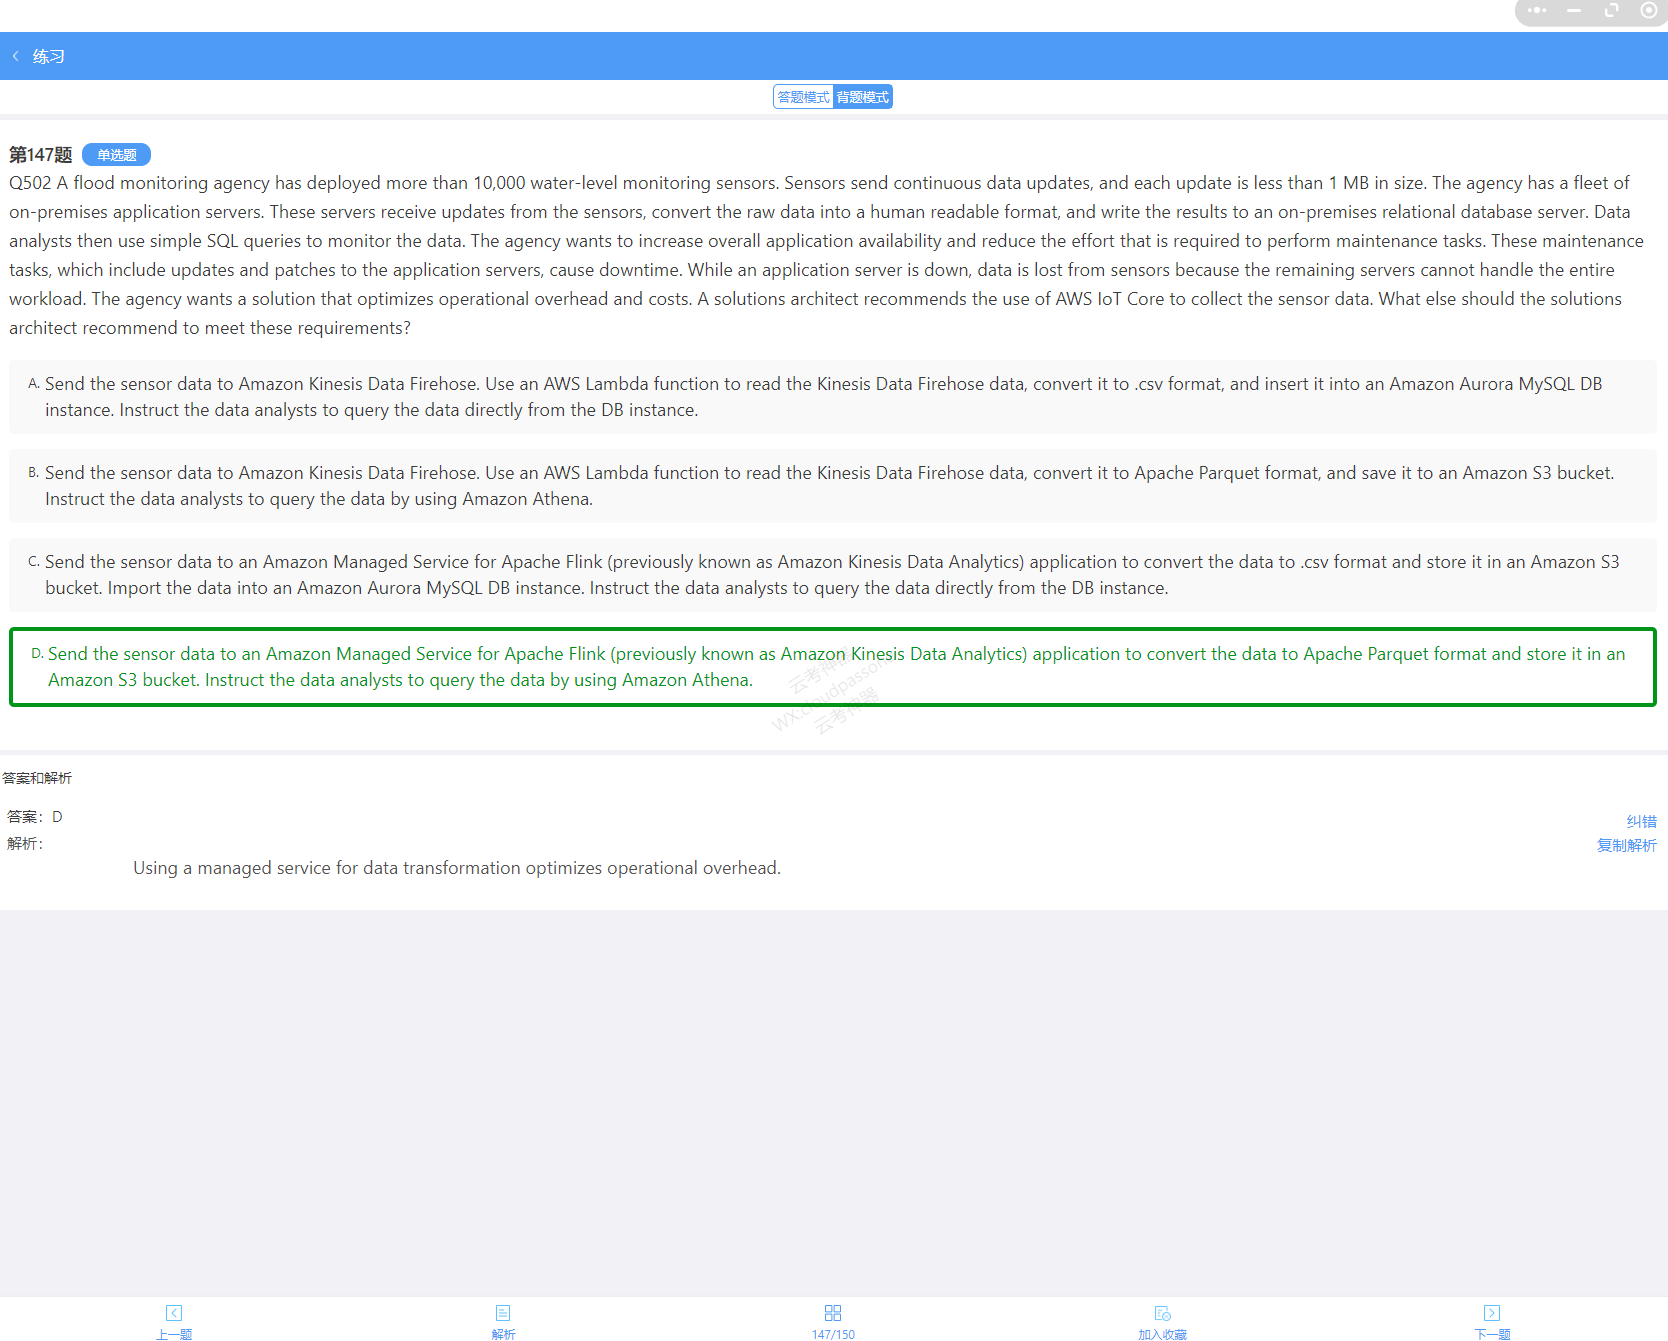 练习
答题模式 背题模式
第147题 单选题
Q502 A flood monitoring agency has deployed more than 10,000 water-level monitoring sensors. Sensors send continuous data updates, and each update is less than 1 MB in size. The agency has a fleet of
on-premises application servers. These servers receive updates from the sensors, convert the raw data into a human readable format, and write the results to an on-premises relational database server. Data
analysts then use simple SQL queries to monitor the data. The agency wants to increase overall application availability and reduce the effort that is required to perform maintenance tasks. These maintenance
tasks, which include updates and patches to the application servers, cause downtime. While an application server is down, data is lost from sensors because the remaining servers cannot handle the entire
workload. The agency wants a solution that optimizes operational overhead and costs. A solutions architect recommends the use of AWS IoT Core to collect the sensor data. What else should the solutions
architect recommend to meet these requirements?
A. Send the sensor data to Amazon Kinesis Data Firehose. Use an AWS Lambda function to read the Kinesis Data Firehose data, convert it to .csv format, and insert it into an Amazon Aurora MySQL DB
instance. Instruct the data analysts to query the data directly from the DB instance.
B. Send the sensor data to Amazon Kinesis Data Firehose. Use an AWS Lambda function to read the Kinesis Data Firehose data, convert it to Apache Parquet format, and save it to an Amazon S3 bucket.
Instruct the data analysts to query the data by using Amazon Athena.
C. Send the sensor data to an Amazon Managed Service for Apache Flink (previously known as Amazon Kinesis Data Analytics) application to convert the data to .csv format and store it in an Amazon S3
bucket. Import the data into an Amazon Aurora MySQL DB instance. Instruct the data analysts to query the data directly from the DB instance.
D. Send the sensor data to an Amazon Managed Service for Apache Flink (previously known as Amazon Kinesis Data Analytics) application to convert the data to Apache Parquet format and store it in an
Amazon S3 bucket. Instruct the data analysts to query the data by using Amazon Athena.
云考神器
答案和解析
答案：D
纠错
解析：
复制解析
Using a managed service for data transformation optimizes operational overhead.
上一题 解析 147/150 加入收藏 下一题